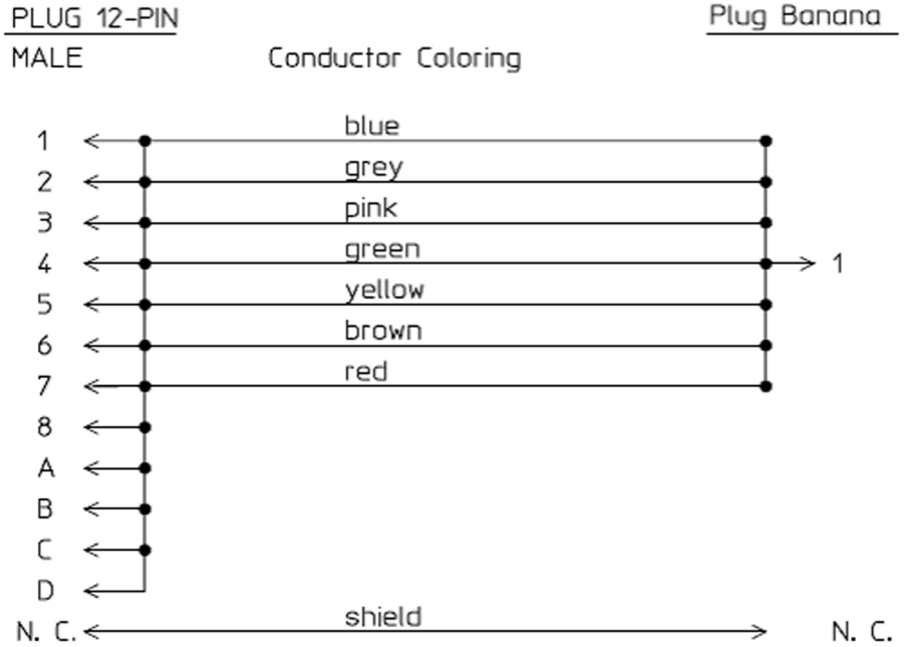 PLUG 12-PIN Plug Banana
MALE Conductor Coloring
blue
1
grey
2
pink
3
green
4 1
yellow
5
brown
6
red
7
8
A
B
C
D
shield
N. C. N. C.